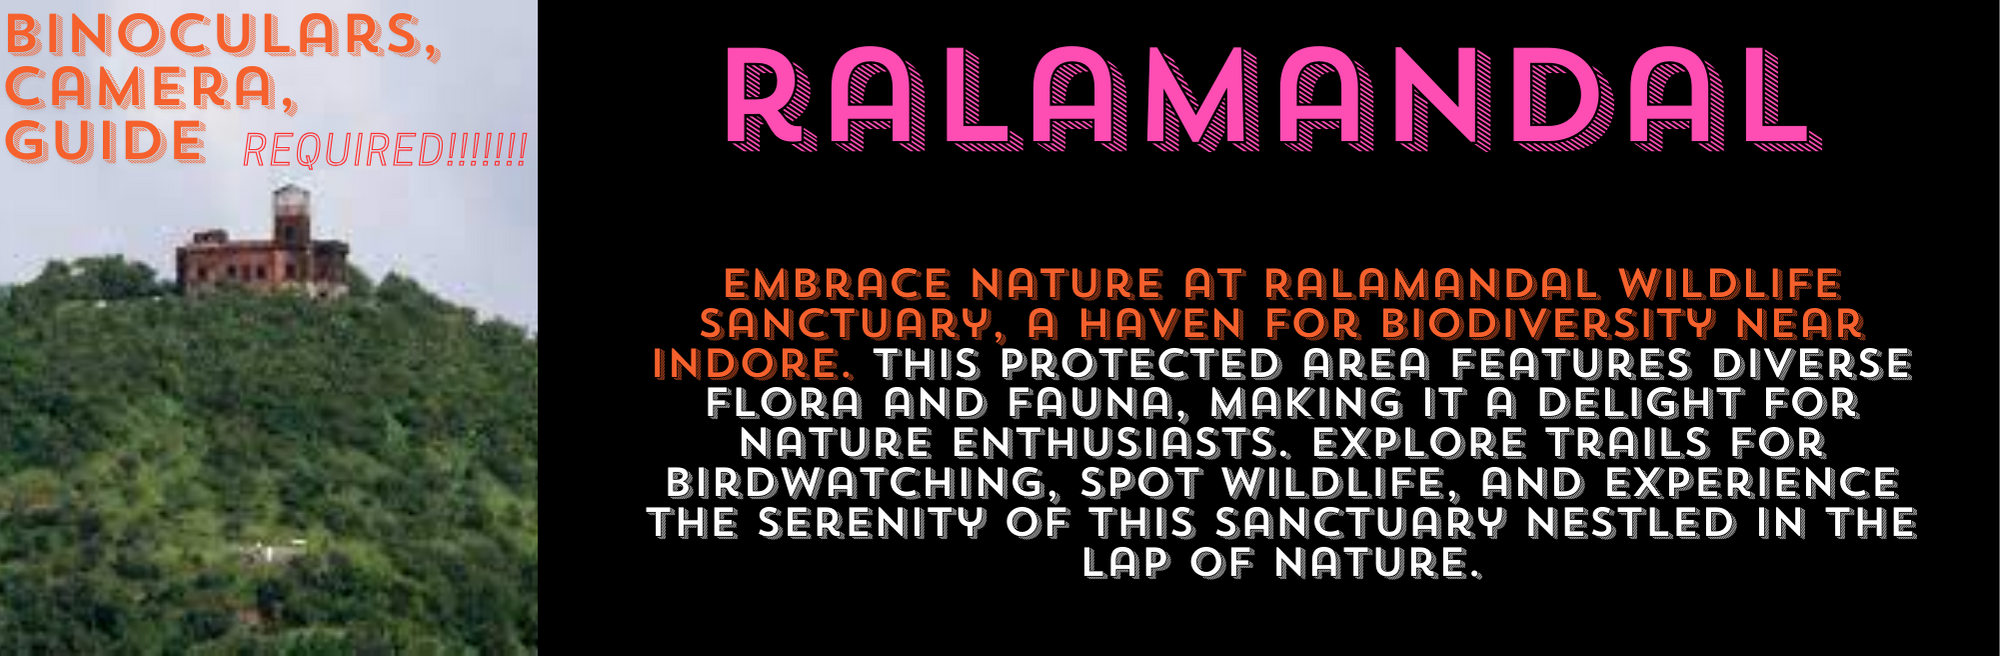 BINOCULARS,
CAMERA,
GUIDE REQUIRED!!!!!!!
RALAMANDAL
EMBRACE NATURE AT RALAMANDAL WILDLIFE
SANCTUARY, A HAVEN FOR BIODIVERSITY NEAR
INDORE. THIS PROTECTED AREA FEATURES DIVERSE
FLORA AND FAUNA, MAKING IT A DELIGHT FOR
NATURE ENTHUSIASTS. EXPLORE TRAILS FOR
BIRDWATCHING, SPOT WILDLIFE, AND EXPERIENCE
THE SERENITY OF THIS SANCTUARY NESTLED IN THE
LAP OF NATURE.